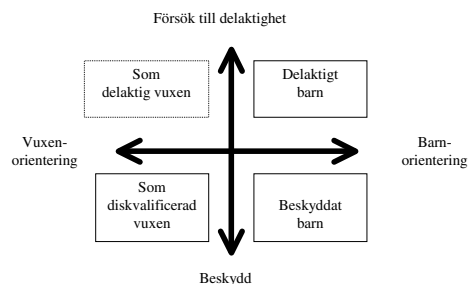 Försök till delaktighet
Som
delaktig vuxen
Delaktigt
barn
Vuxen-
orientering
Barn-
orientering
Som
diskvalificerad
vuxen
Beskyddat
barn
Beskydd